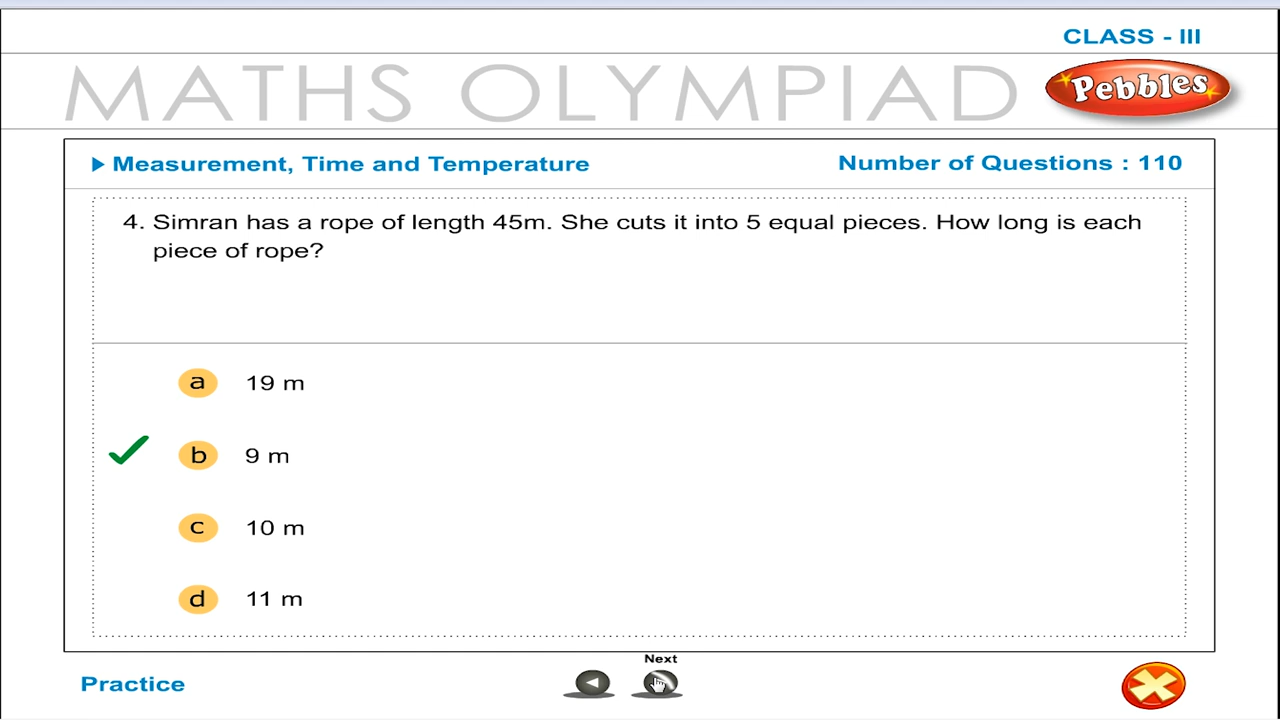 CLASS - III
MATHS OLYMPIAD
Pebbles
Measurement, Time and Temperature
Number of Questions : 110
4. Simran has a rope of length 45m. She cuts it into 5 equal pieces. How long is each
piece of rope?
a 19 m
b 9 m
c 10 m
d 11 m
Next
Practice